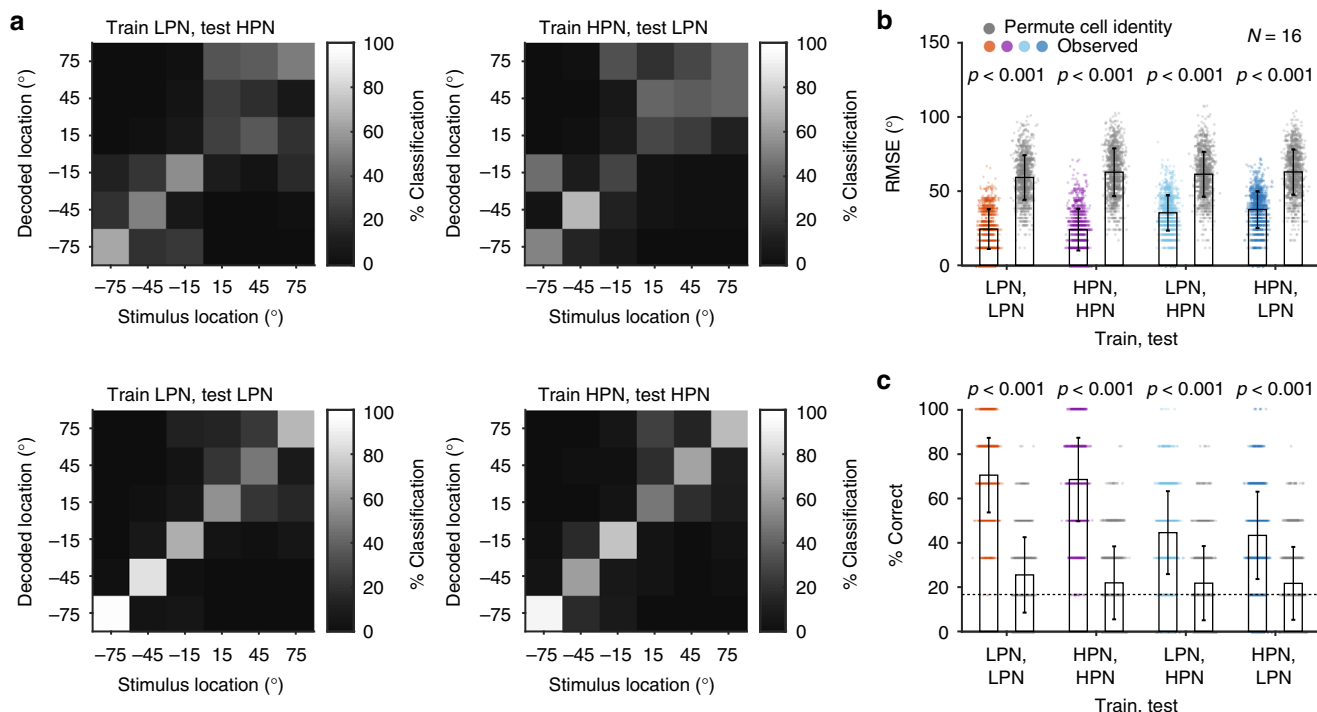 a
Train LPN, test HPN
Decoded location (°)
75
45
15
−15
−45
−75
−75 −45 −15 15 45 75
Stimulus location (°)
100
80
60
40
20
0
% Classification
Train HPN, test LPN
Decoded location (°)
75
45
15
−15
−45
−75
−75 −45 −15 15 45 75
Stimulus location (°)
100
80
60
40
20
0
% Classification
Train LPN, test LPN
Decoded location (°)
75
45
15
−15
−45
−75
−75 −45 −15 15 45 75
Stimulus location (°)
100
80
60
40
20
0
% Classification
Train HPN, test HPN
Decoded location (°)
75
45
15
−15
−45
−75
−75 −45 −15 15 45 75
Stimulus location (°)
100
80
60
40
20
0
% Classification
b
Permute cell identity
Observed
N = 16
p < 0.001 p < 0.001 p < 0.001 p < 0.001
RMSE (°)
150
100
50
0
LPN, HPN, LPN, HPN,
LPN HPN HPN LPN
Train, test
c
p < 0.001 p < 0.001 p < 0.001 p < 0.001
% Correct
100
80
60
40
20
0
LPN, HPN, LPN, HPN,
LPN HPN HPN LPN
Train, test